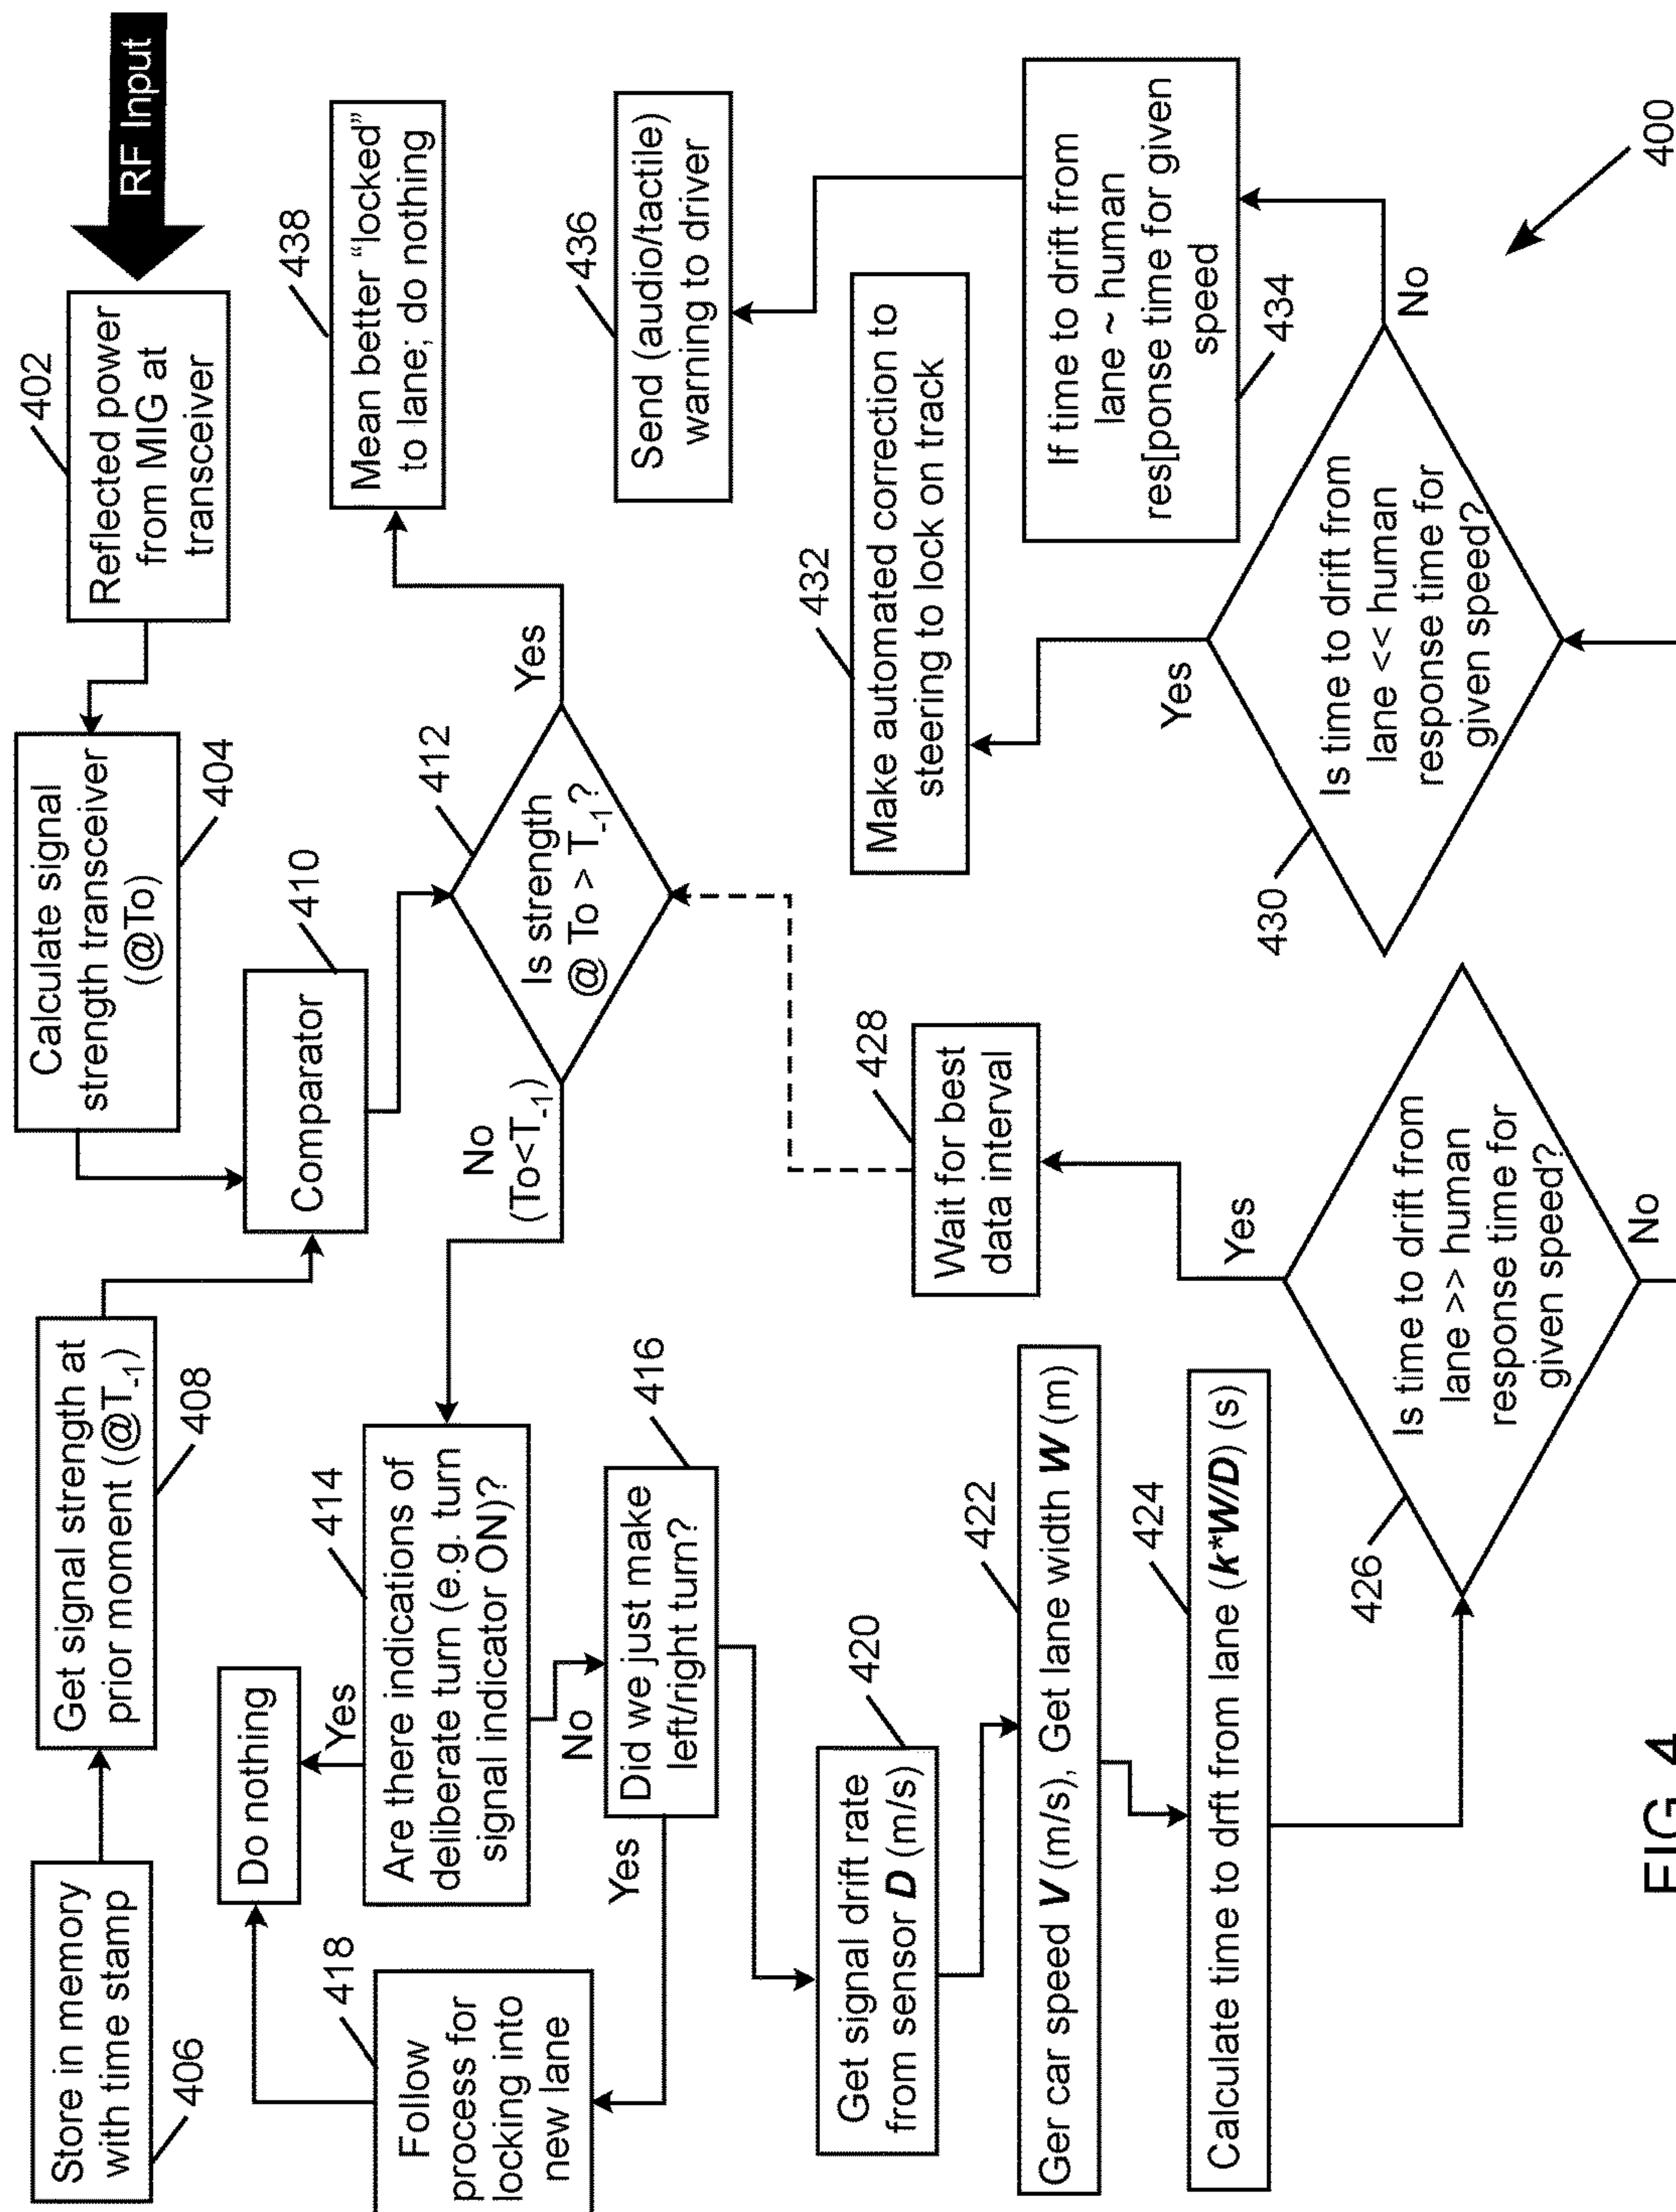 RF Input
402
Reflected power
from MIG at
transceiver
Calculate signal
strength transceiver
(@To)
404
Store in memory
with time stamp
406
Get signal strength at
prior moment (@T-1)
408
Comparator
410
Is strength
@ To > T-1?
412
Yes
438
Mean better “locked”
to lane; do nothing
No
(To<T-1)
Are there indications of
deliberate turn (e.g. turn
signal indicator ON)?
414
Yes
Do nothing
No
Did we just make
left/right turn?
416
Yes
418
Follow
process for
locking into
new lane
Get signal drift rate
from sensor D (m/s)
420
Ger car speed V (m/s), Get lane width W (m)
422
Calculate time to drft from lane (k*W/D) (s)
424
Is time to drift from
lane >> human
response time for
given speed?
426
Yes
Wait for best
data interval
428
No
Is time to drift from
lane << human
response time for
given speed?
430
Yes
Make automated correction to
steering to lock on track
432
No
If time to drift from
lane ~ human
res[ponse time for given
speed
434
Send (audio/tactile)
warning to driver
436
400
FIG 4